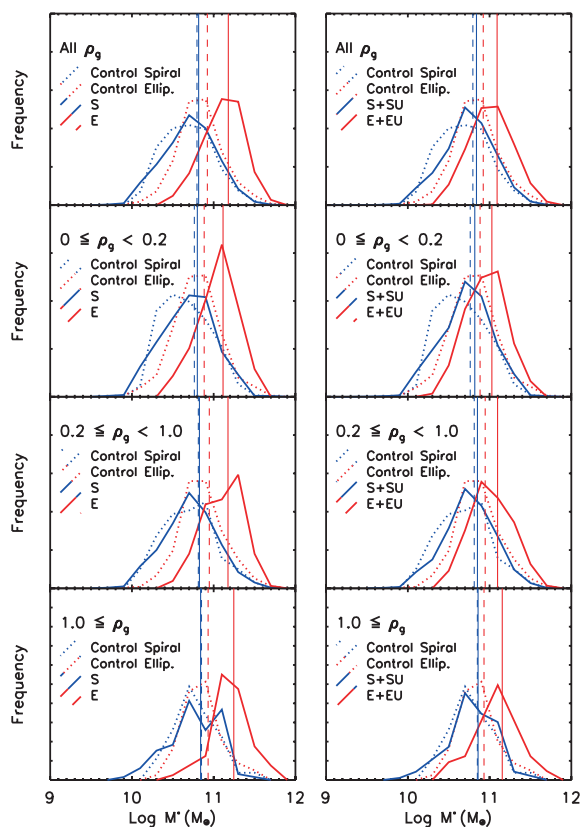 All ρg
Control Spiral
Control Ellip.
S
E
Frequency
All ρg
Control Spiral
Control Ellip.
S+SU
E+EU
0 ≦ ρg < 0.2
Control Spiral
Control Ellip.
S
E
Frequency
0 ≦ ρg < 0.2
Control Spiral
Control Ellip.
S+SU
E+EU
0.2 ≦ ρg < 1.0
Control Spiral
Control Ellip.
S
E
Frequency
0.2 ≦ ρg < 1.0
Control Spiral
Control Ellip.
S+SU
E+EU
1.0 ≦ ρg
Control Spiral
Control Ellip.
S
E
Frequency
1.0 ≦ ρg
Control Spiral
Control Ellip.
S+SU
E+EU
9 10 11 12
9 10 11 12
Log M*(M⊙)
Log M*(M⊙)